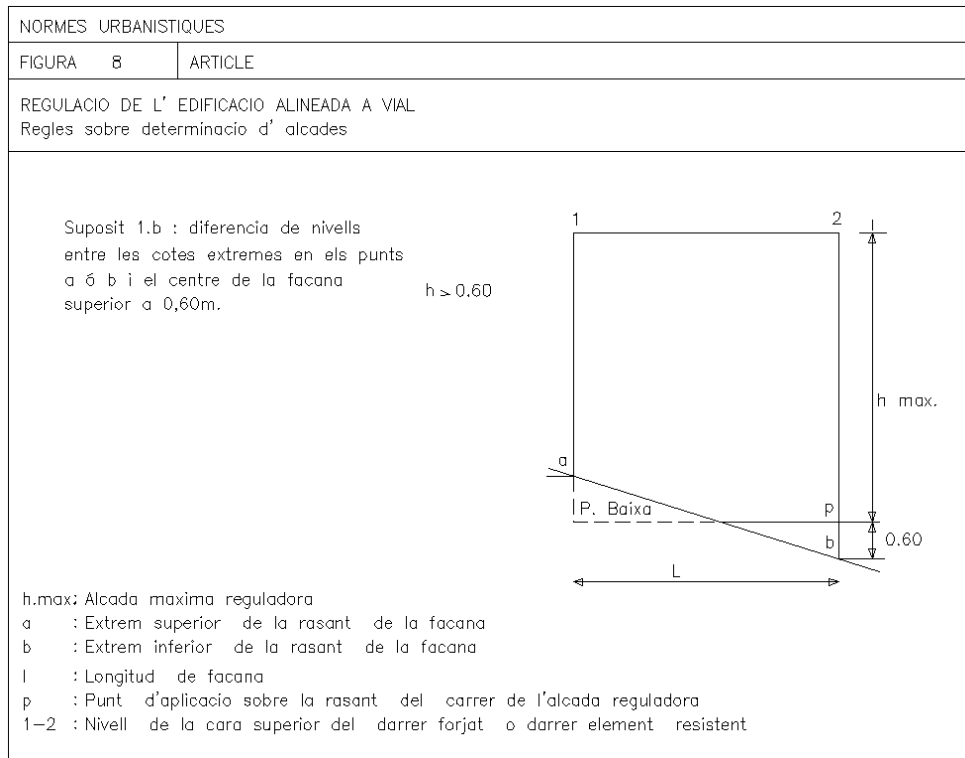 NORMES URBANISTIQUES
FIGURA 8 ARTICLE
REGULACIO DE L' EDIFICACIO ALINEADA A VIAL
Regles sobre determinacio d' alcades
Suposit 1.b : diferencia de nivells
entre les cotes extremes en els punts
a ó b i el centre de la facana
superior a 0,60m.
h > 0.60
1 2
h max.
a
P. Baixa p
b 0.60
L
h.max: Alcada maxima reguladora
a : Extrem superior de la rasant de la facana
b : Extrem inferior de la rasant de la facana
l : Longitud de facana
p : Punt d'aplicacio sobre la rasant del carrer de l'alcada reguladora
1-2 : Nivell de la cara superior del darrer forjat o darrer element resistent